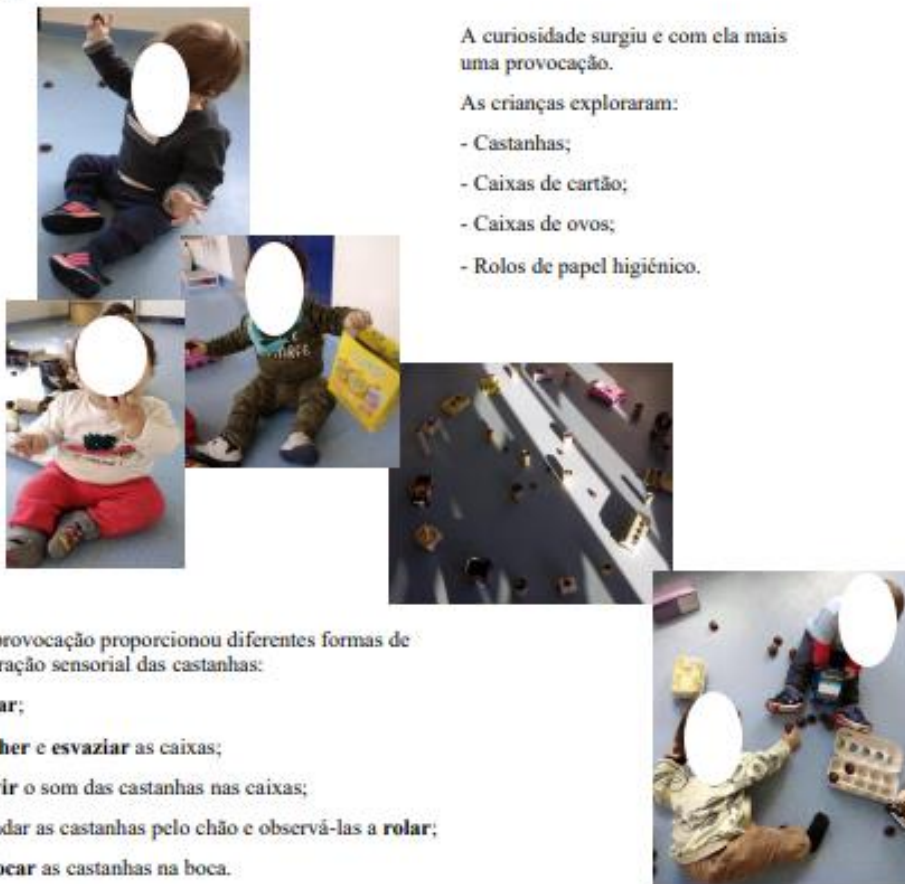 A curiosidade surgiu e com ela mais
uma provocação.
As crianças exploraram:
- Castanhas;
- Caixas de cartão;
- Caixas de ovos;
- Rolos de papel higiénico.
provocação proporcionou diferentes formas de
ração sensorial das castanhas:
ar;
her e esvaziar as caixas;
ir o som das castanhas nas caixas;
dar as castanhas pelo chão e observá-las a rolar;
ocar as castanhas na boca.